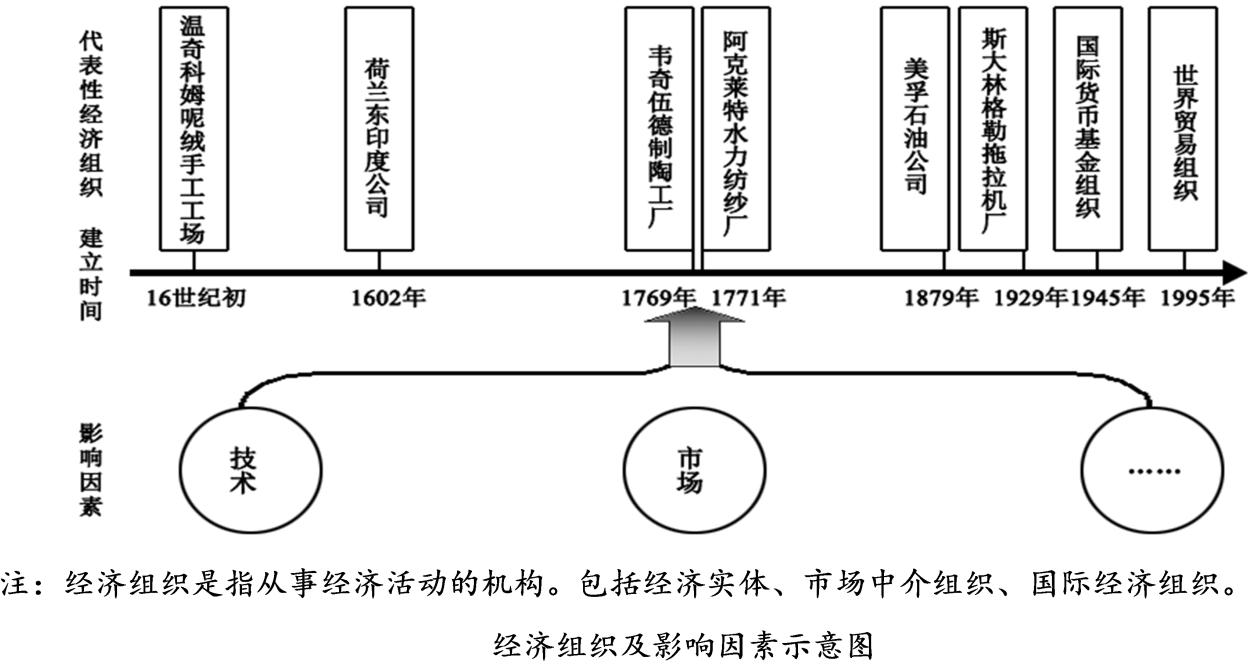 代表性经济组织
温奇科姆呢绒手工工场
荷兰东印度公司
韦奇伍德制陶工厂
阿克莱特水力纺纱厂
美孚石油公司
斯大林格勒拖拉机厂
国际货币基金组织
世界贸易组织
建立时间
16世纪初
1602年
1769年
1771年
1879年
1929年
1945年
1995年
影响因素
技术
市场
……
注：经济组织是指从事经济活动的机构。包括经济实体、市场中介组织、国际经济组织。
经济组织及影响因素示意图